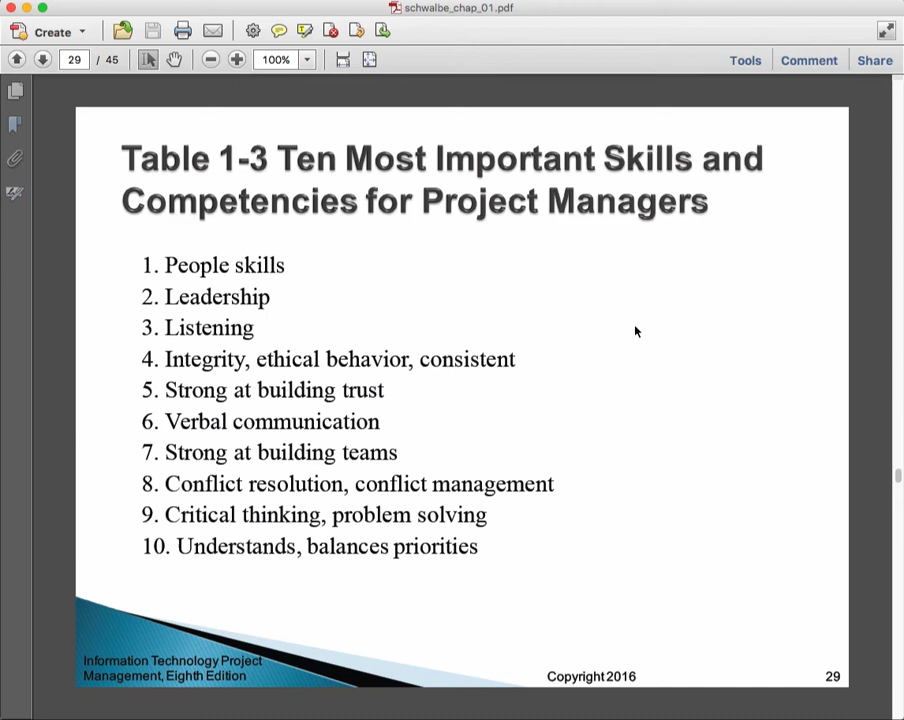 schwalbe_chap_01.pdf
Create
29 / 45
100%
Tools
Comment
Share
Table 1-3 Ten Most Important Skills and
Competencies for Project Managers
1. People skills
2. Leadership
3. Listening
4. Integrity, ethical behavior, consistent
5. Strong at building trust
6. Verbal communication
7. Strong at building teams
8. Conflict resolution, conflict management
9. Critical thinking, problem solving
10. Understands, balances priorities
Information Technology Project
Management, Eighth Edition
Copyright 2016
29